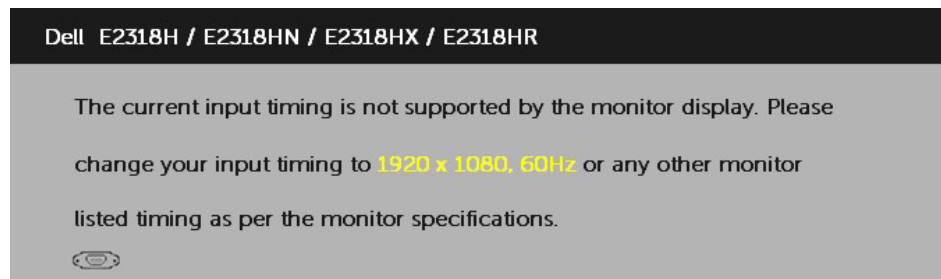 Dell E2318H / E2318HN / E2318HX / E2318HR
The current input timing is not supported by the monitor display. Please
change your input timing to 1920 x 1080, 60Hz or any other monitor
listed timing as per the monitor specifications.